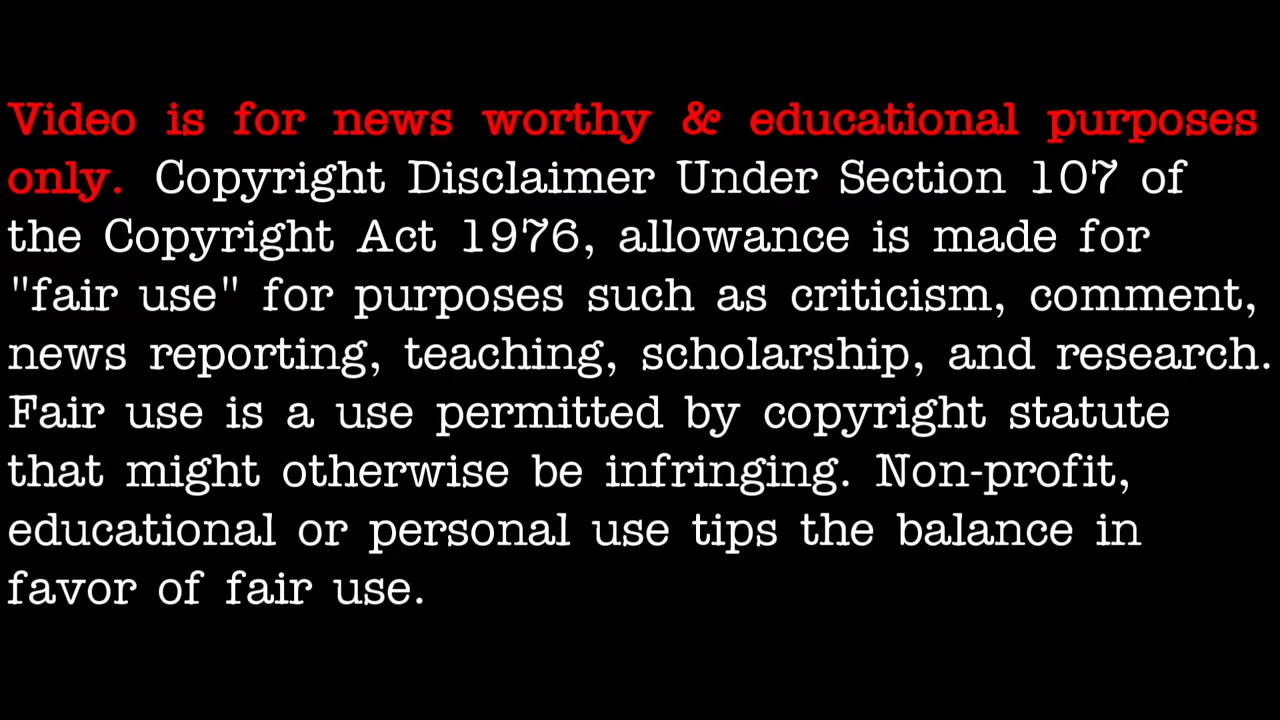 Video is for news worthy & educational purposes
only. Copyright Disclaimer Under Section 107 of
the Copyright Act 1976, allowance is made for
"fair use" for purposes such as criticism, comment,
news reporting, teaching, scholarship, and research.
Fair use is a use permitted by copyright statute
that might otherwise be infringing. Non-profit,
educational or personal use tips the balance in
favor of fair use.